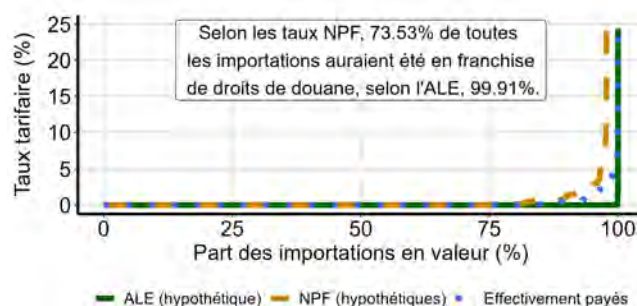 25
20
15
10
5
0
Taux tarifaire (%)
Selon les taux NPF, 73.53% de toutes
les importations auraient été en franchise
de droits de douane, selon l'ALE, 99.91%.
0 25 50 75 100
Part des importations en valeur (%)
ALE (hypothétique) NPF (hypothétiques) Effectivement payés